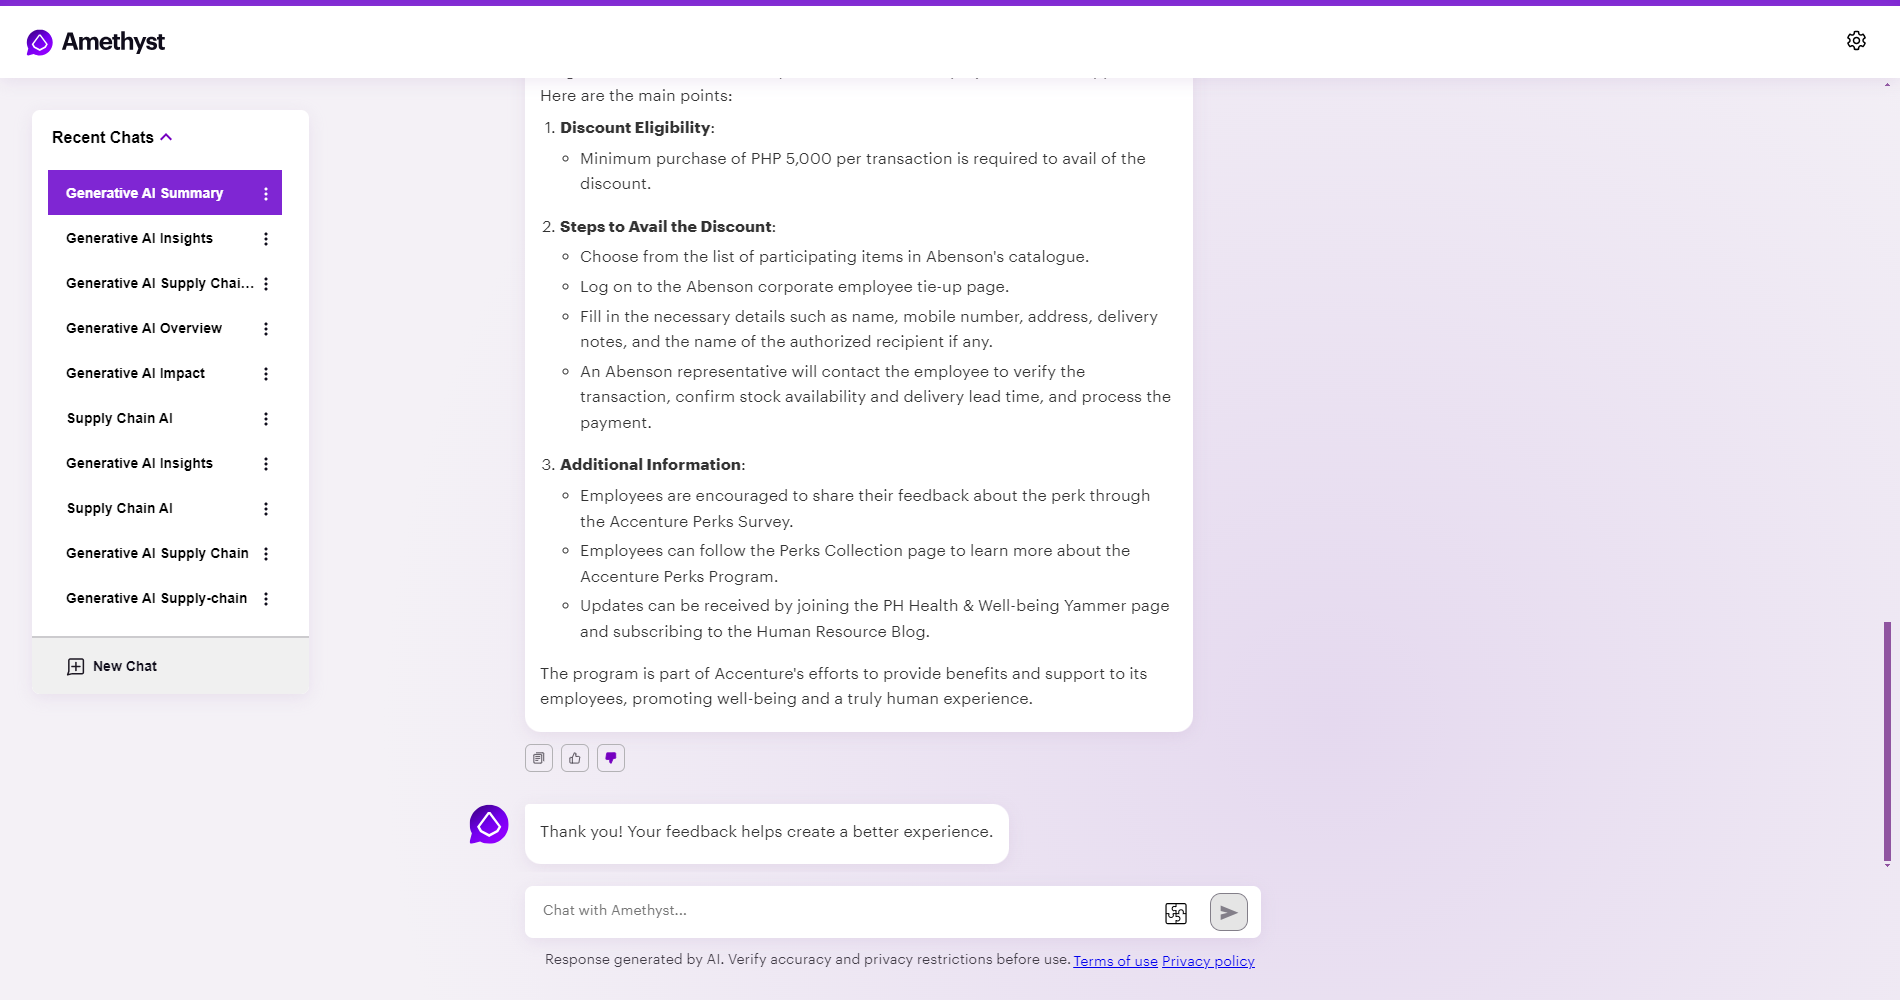 Amethyst
Recent Chats
Generative AI Summary
Generative AI Insights
Generative AI Supply Chai...
Generative AI Overview
Generative AI Impact
Supply Chain AI
Generative AI Insights
Supply Chain AI
Generative AI Supply Chain
Generative AI Supply-chain
New Chat
Here are the main points:
1. Discount Eligibility:
Minimum purchase of PHP 5,000 per transaction is required to avail of the
discount.
2. Steps to Avail the Discount:
Choose from the list of participating items in Abenson's catalogue.
Log on to the Abenson corporate employee tie-up page.
Fill in the necessary details such as name, mobile number, address, delivery
notes, and the name of the authorized recipient if any.
An Abenson representative will contact the employee to verify the
transaction, confirm stock availability and delivery lead time, and process the
payment.
3. Additional Information:
Employees are encouraged to share their feedback about the perk through
the Accenture Perks Survey.
Employees can follow the Perks Collection page to learn more about the
Accenture Perks Program.
Updates can be received by joining the PH Health & Well-being Yammer page
and subscribing to the Human Resource Blog.
The program is part of Accenture's efforts to provide benefits and support to its
employees, promoting well-being and a truly human experience.
Thank you! Your feedback helps create a better experience.
Chat with Amethyst...
Response generated by AI. Verify accuracy and privacy restrictions before use. Terms of use Privacy policy